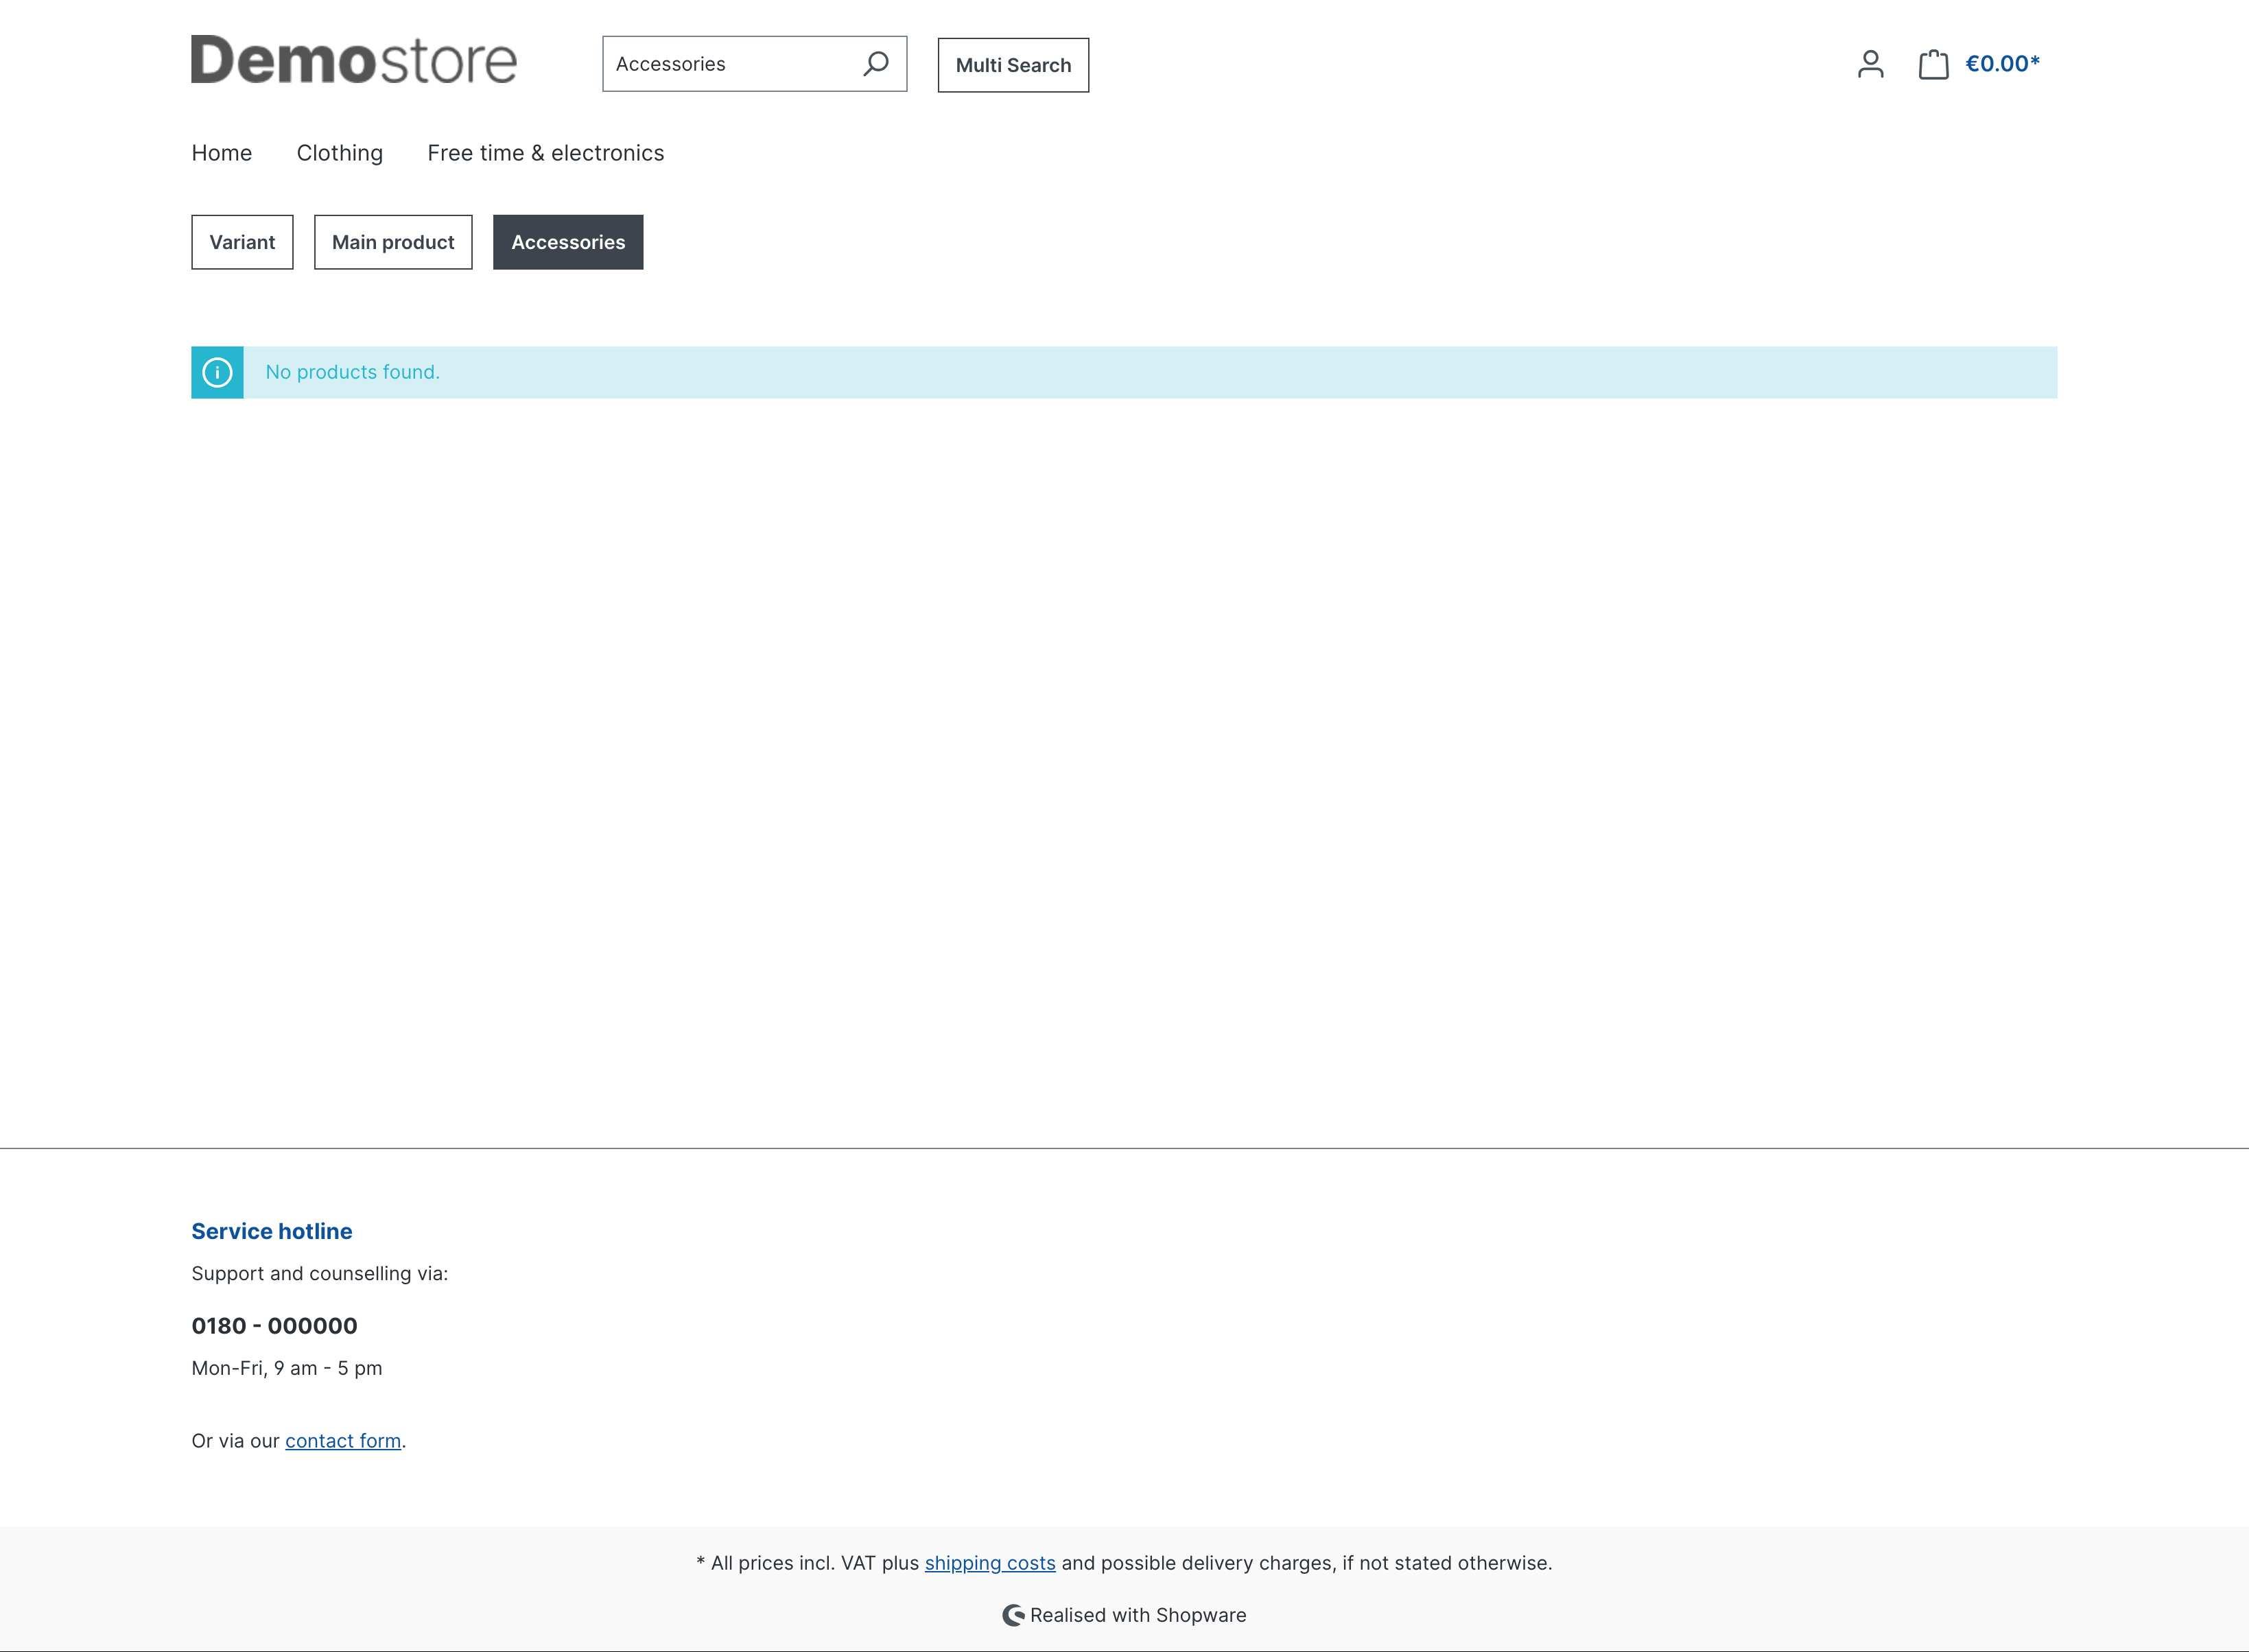 Demostore
Accessories
Multi Search
€0.00*
Home Clothing Free time & electronics
Variant Main product Accessories
No products found.
Service hotline
Support and counselling via:
0180 - 000000
Mon-Fri, 9 am - 5 pm
Or via our contact form.
* All prices incl. VAT plus shipping costs and possible delivery charges, if not stated otherwise.
Realised with Shopware